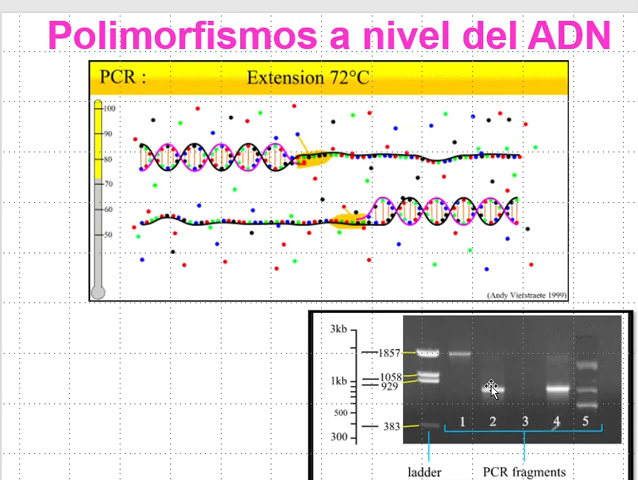 Polimorfismos a nivel del ADN
PCR : Extension 72°C
100
90
80
70
60
50
(Andy Vierstraete 1999)
3kb
1857
1058
1kb
929
500
383
300
1 2 3 4 5
ladder PCR fragments